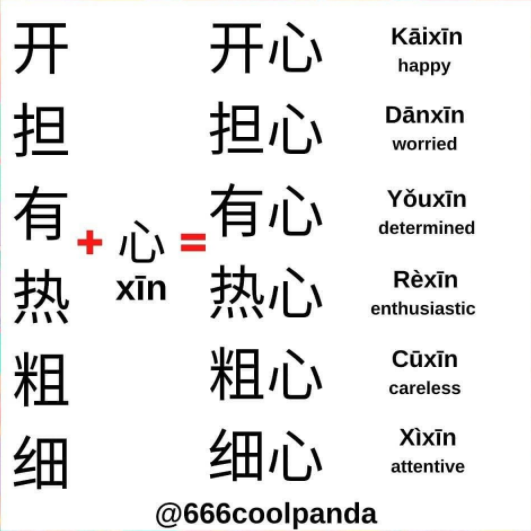 开 开心 Kāixīn
happy
担 担心 Dānxīn
worried
有 有心 Yǒuxīn
determined
+ 心 =
xīn
热 热心 Rèxīn
enthusiastic
粗 粗心 Cūxīn
careless
细 细心 Xìxīn
attentive
@666coolpanda